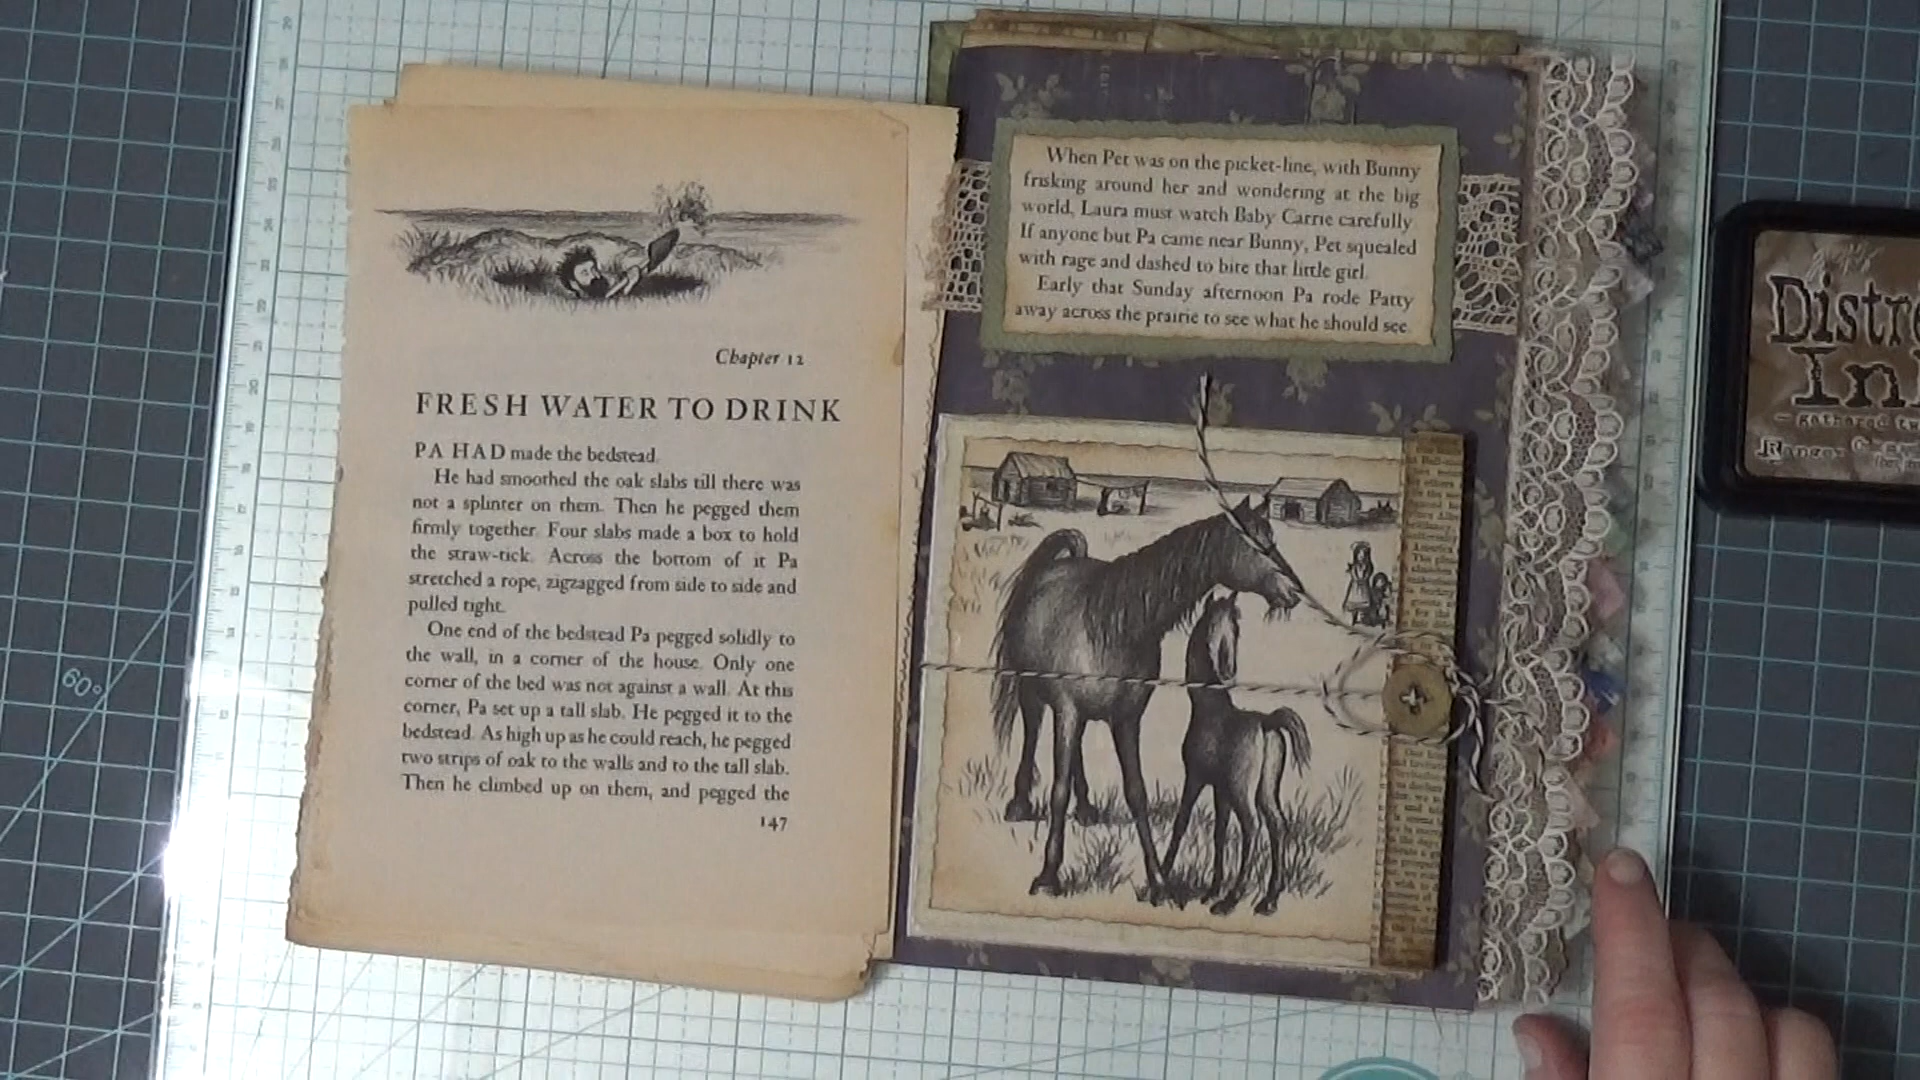 Chapter 12
FRESH WATER TO DRINK
PA HAD made the bedstead.
He had smoothed the oak slabs till there was
not a splinter on them. Then he pegged them
firmly together. Four slabs made a box to hold
the straw-tick. Across the bottom of it Pa
stretched a rope, zigzagged from side to side and
pulled tight.
One end of the bedstead Pa pegged solidly to
the wall, in a corner of the house. Only one
corner of the bed was not against a wall. At this
corner, Pa set up a tall slab. He pegged it to the
bedstead. As high up as he could reach, he pegged
two strips of oak to the walls and to the tall slab.
Then he climbed up on them, and pegged the
147
When Pet was on the picket-line, with Bunny
frisking around her and wondering at the big
world, Laura must watch Baby Carrie carefully.
If anyone but Pa came near Bunny, Pet squealed
with rage and dashed to bite that little girl.
Early that Sunday afternoon Pa rode Patty
away across the prairie to see what he should see.
60°